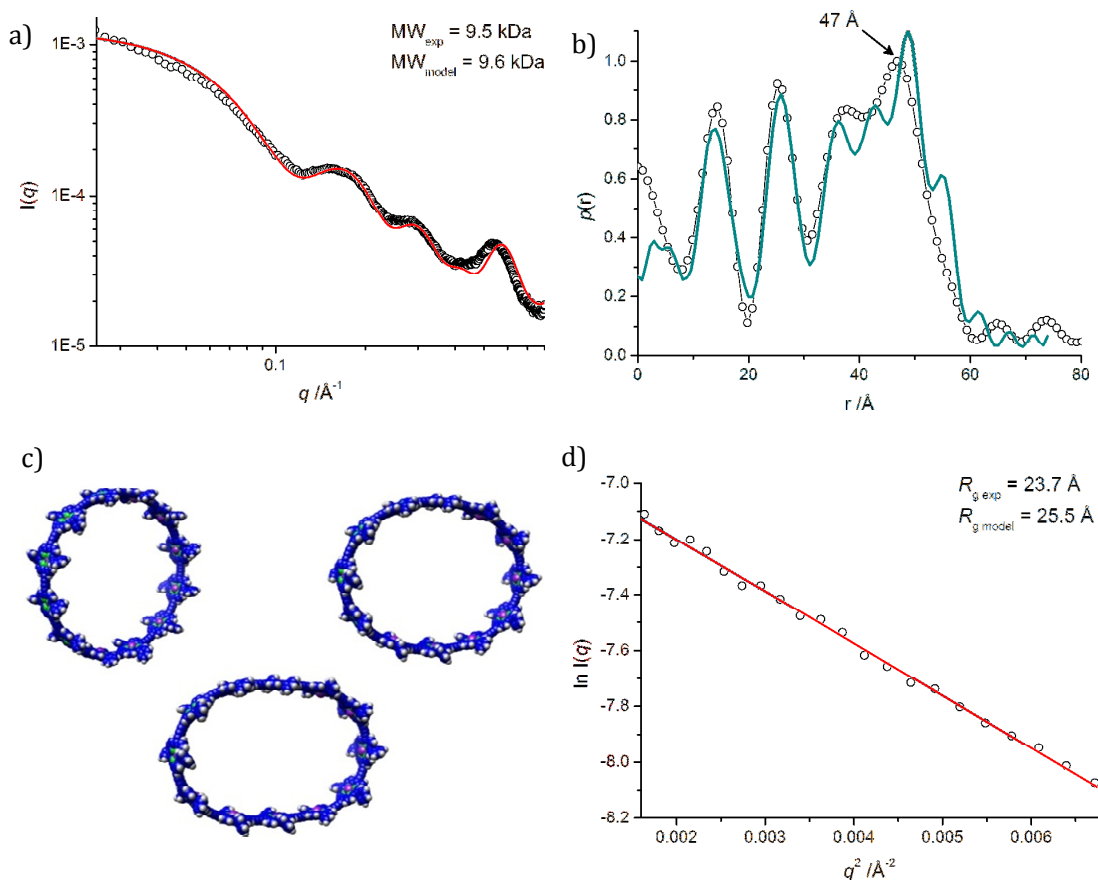 a)
MWexp = 9.5 kDa
MWmodel = 9.6 kDa
1E-3
1E-4
1E-5
I(q)
0.1
q /Å-1
b)
47 Å
1.0
0.8
0.6
0.4
0.2
0.0
p(r)
0 20 40 60 80
r /Å
c)
d)
Rg exp = 23.7 Å
Rg model = 25.5 Å
-7.0
-7.2
-7.4
-7.6
-7.8
-8.0
-8.2
ln I(q)
0.002 0.003 0.004 0.005 0.006
q2 /Å-2